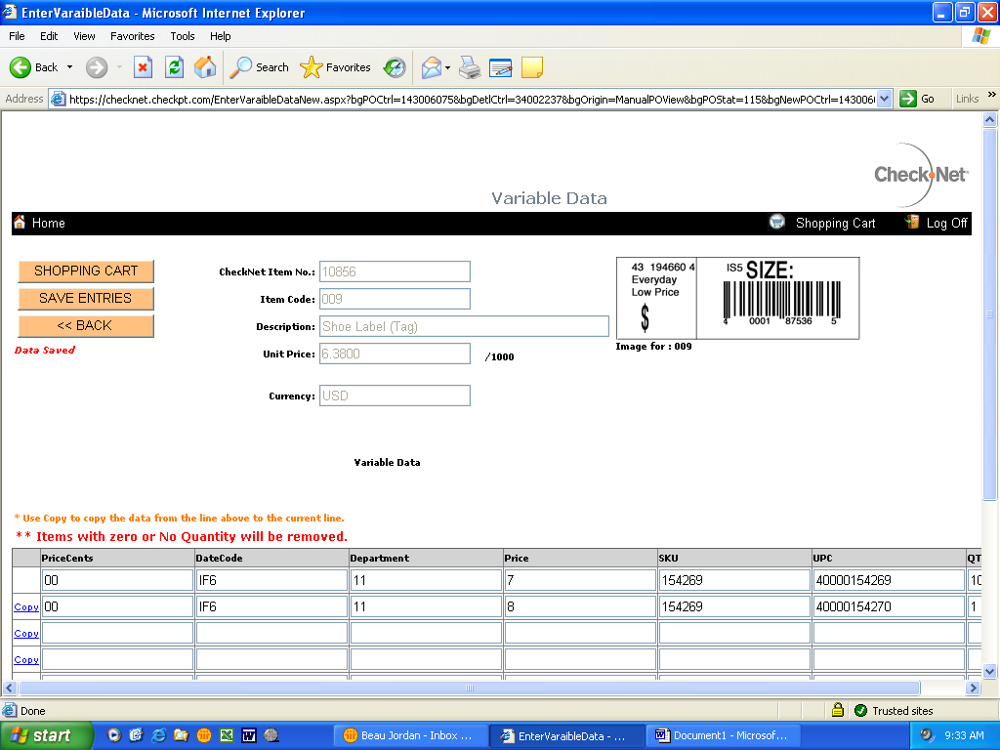 EnterVaraibleData - Microsoft Internet Explorer
File Edit View Favorites Tools Help
Back Search Favorites
Address https://checknet.checkpt.com/EnterVaraibleDataNew.aspx?bgPOCtrl=143006075&bgDetlCtrl=34002237&bgOrigin=ManualPOView&bgPOStat=115&bgNewPOCtrl=143006 Go Links »
Check Net
Variable Data
Home Shopping Cart Log Off
SHOPPING CART
SAVE ENTRIES
<< BACK
Data Saved
CheckNet Item No.: 10856
Item Code: 009
Description: Shoe Label (Tag)
Unit Price: 6.3800 /1000
Currency: USD
43 194660 4
Everyday
Low Price
$
IS5 SIZE:
4 0001 87536 5
Image for : 009
Variable Data
* Use Copy to copy the data from the line above to the current line.
** Items with zero or No Quantity will be removed.
PriceCents DateCode Department Price SKU UPC QT
00 IF6 11 7 154269 40000154269 10
Copy 00 IF6 11 8 154269 40000154270 1
Copy
Copy
Done Trusted sites
start Beau Jordan - Inbox ... EnterVaraibleData - ... Document1 - Microsof... 9:33 AM